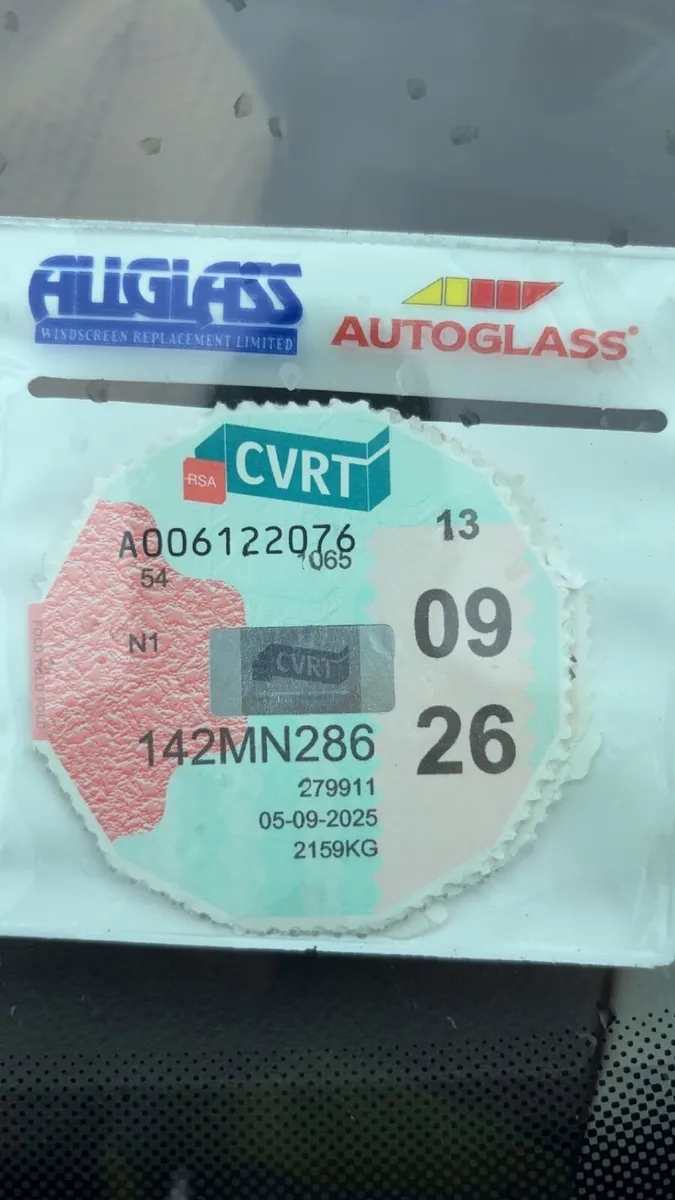 ALLGLASS
WINDSCREEN REPLACEMENT LIMITED
AUTOGLASS
RSA
CVRT
A006122076
1065
54
N1
CVRT
142MN286
279911
05-09-2025
2159KG
13
09
26